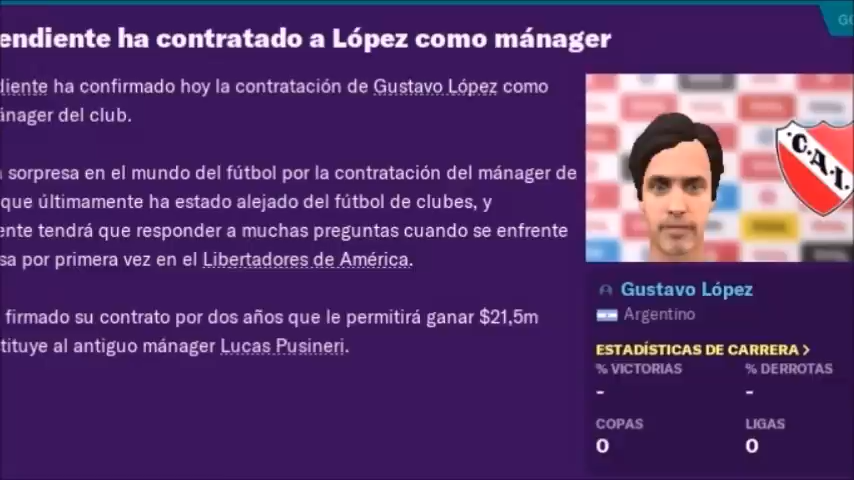 GO
endiente ha contratado a López como mánager
diente ha confirmado hoy la contratación de Gustavo López como
ánager del club.
sorpresa en el mundo del fútbol por la contratación del mánager de
que últimamente ha estado alejado del fútbol de clubes, y
ente tendrá que responder a muchas preguntas cuando se enfrente
sa por primera vez en el Libertadores de América.
firmado su contrato por dos años que le permitirá ganar $21,5m
tituye al antiguo mánager Lucas Pusineri.
C.A.I.
Gustavo López
Argentino
ESTADÍSTICAS DE CARRERA >
% VICTORIAS % DERROTAS
- -
COPAS LIGAS
0 0